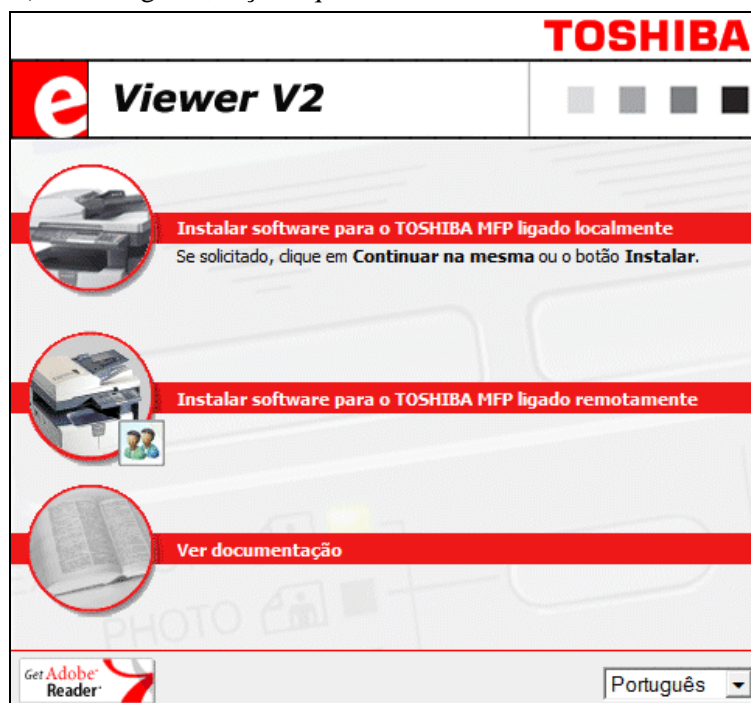 TOSHIBA
e Viewer V2
Instalar software para o TOSHIBA MFP ligado localmente
Se solicitado, clique em Continuar na mesma ou o botão Instalar.
Instalar software para o TOSHIBA MFP ligado remotamente
Ver documentação
PHOTO
Get Adobe
Reader
Português